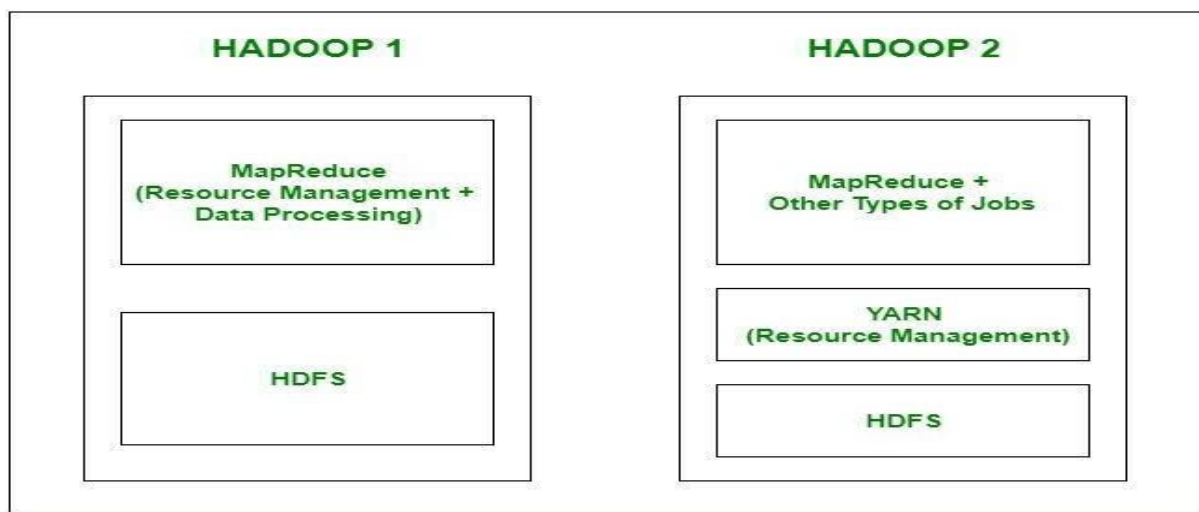 HADOOP 1
MapReduce
(Resource Management +
Data Processing)
HDFS
HADOOP 2
MapReduce +
Other Types of Jobs
YARN
(Resource Management)
HDFS